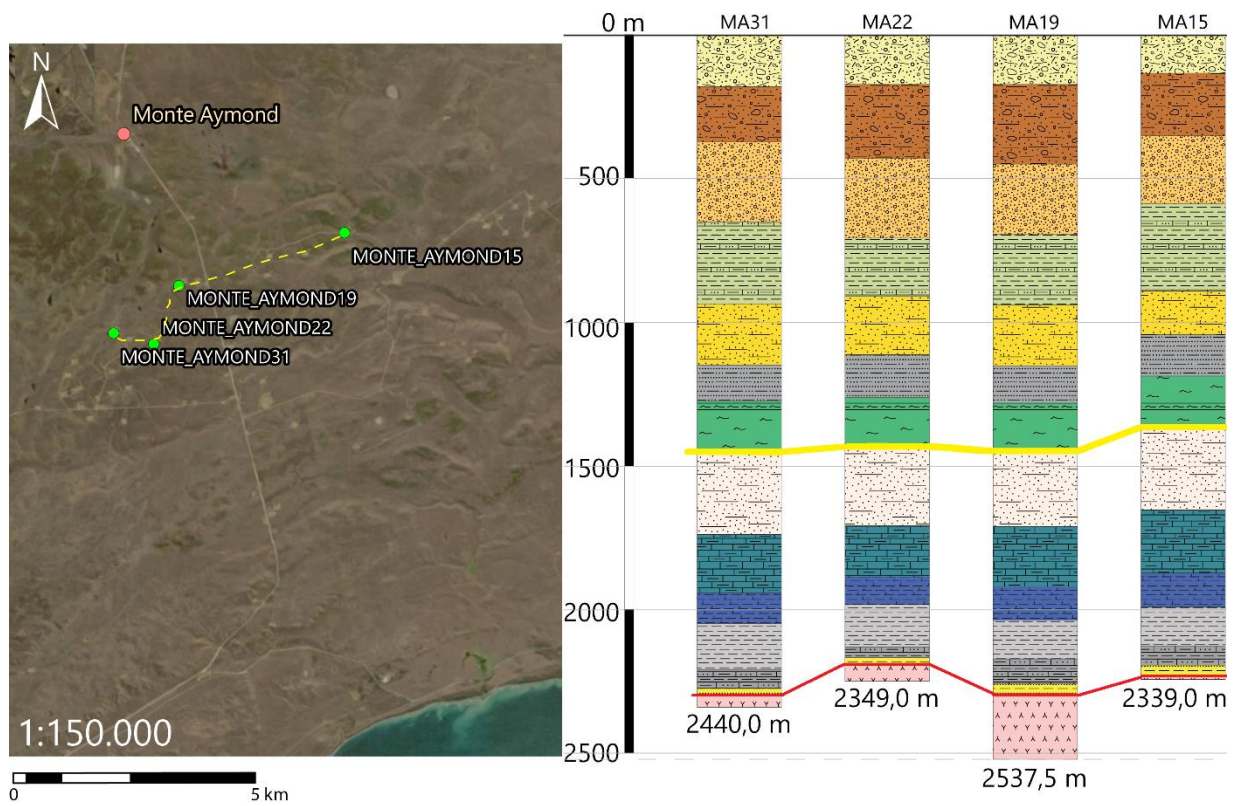 N
Monte Aymond
MONTE_AYMOND15
MONTE_AYMOND19
MONTE_AYMOND22
MONTE_AYMOND31
1:150.000
0
5 km
0 m
MA31
MA22
MA19
MA15
500
1000
1500
2000
2500
2440,0 m
2349,0 m
2339,0 m
2537,5 m